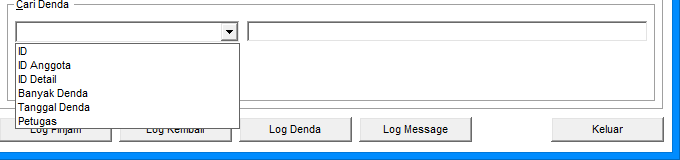 Cari Denda
ID
ID Anggota
ID Detail
Banyak Denda
Tanggal Denda
Petugas
Log Pinjam Log Kembali Log Denda Log Message Keluar